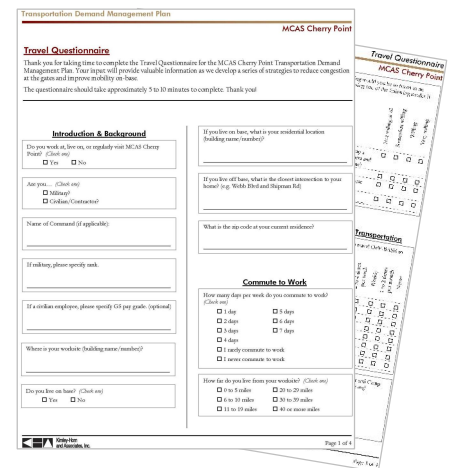 Transportation Demand Management Plan
MCAS Cherry Point
Travel Questionnaire
Thank you for taking time to complete the Travel Questionnaire for the MCAS Cherry Point Transportation Demand
Management Plan. Your input will provide valuable information as we develop a series of strategies to reduce congestion
at the gates and improve mobility on-base.
The questionnaire should take approximately 5 to 10 minutes to complete. Thank you!
Introduction & Background
Do you work at, live on, or regularly visit MCAS Cherry
Point? (Check one)
Yes No
Are you… (Check one)
Military?
Civilian/Contractor?
Name of Command (if applicable):
If military, please specify rank.
If a civilian employee, please specify GS pay grade. (optional)
Where is your worksite (building name/number)?
Do you live on base? (Check one)
Yes No
If you live on base, what is your residential location
(building name/number)?
If you live off base, what is the closest intersection to your
home? (e.g. Webb Blvd and Shipman Rd)
What is the zip code at your current residence?
Commute to Work
How many days per week do you commute to work?
(Check one)
1 day 5 days
2 days 6 days
3 days 7 days
4 days
I rarely commute to work
I never commute to work
How far do you live from your worksite? (Check one)
0 to 5 miles 20 to 29 miles
6 to 10 miles 30 to 39 miles
11 to 19 miles 40 or more miles
Kimley-Horn
and Associates, Inc.
Page 1 of 4
Travel Questionnaire
MCAS Cherry Point
Transportation